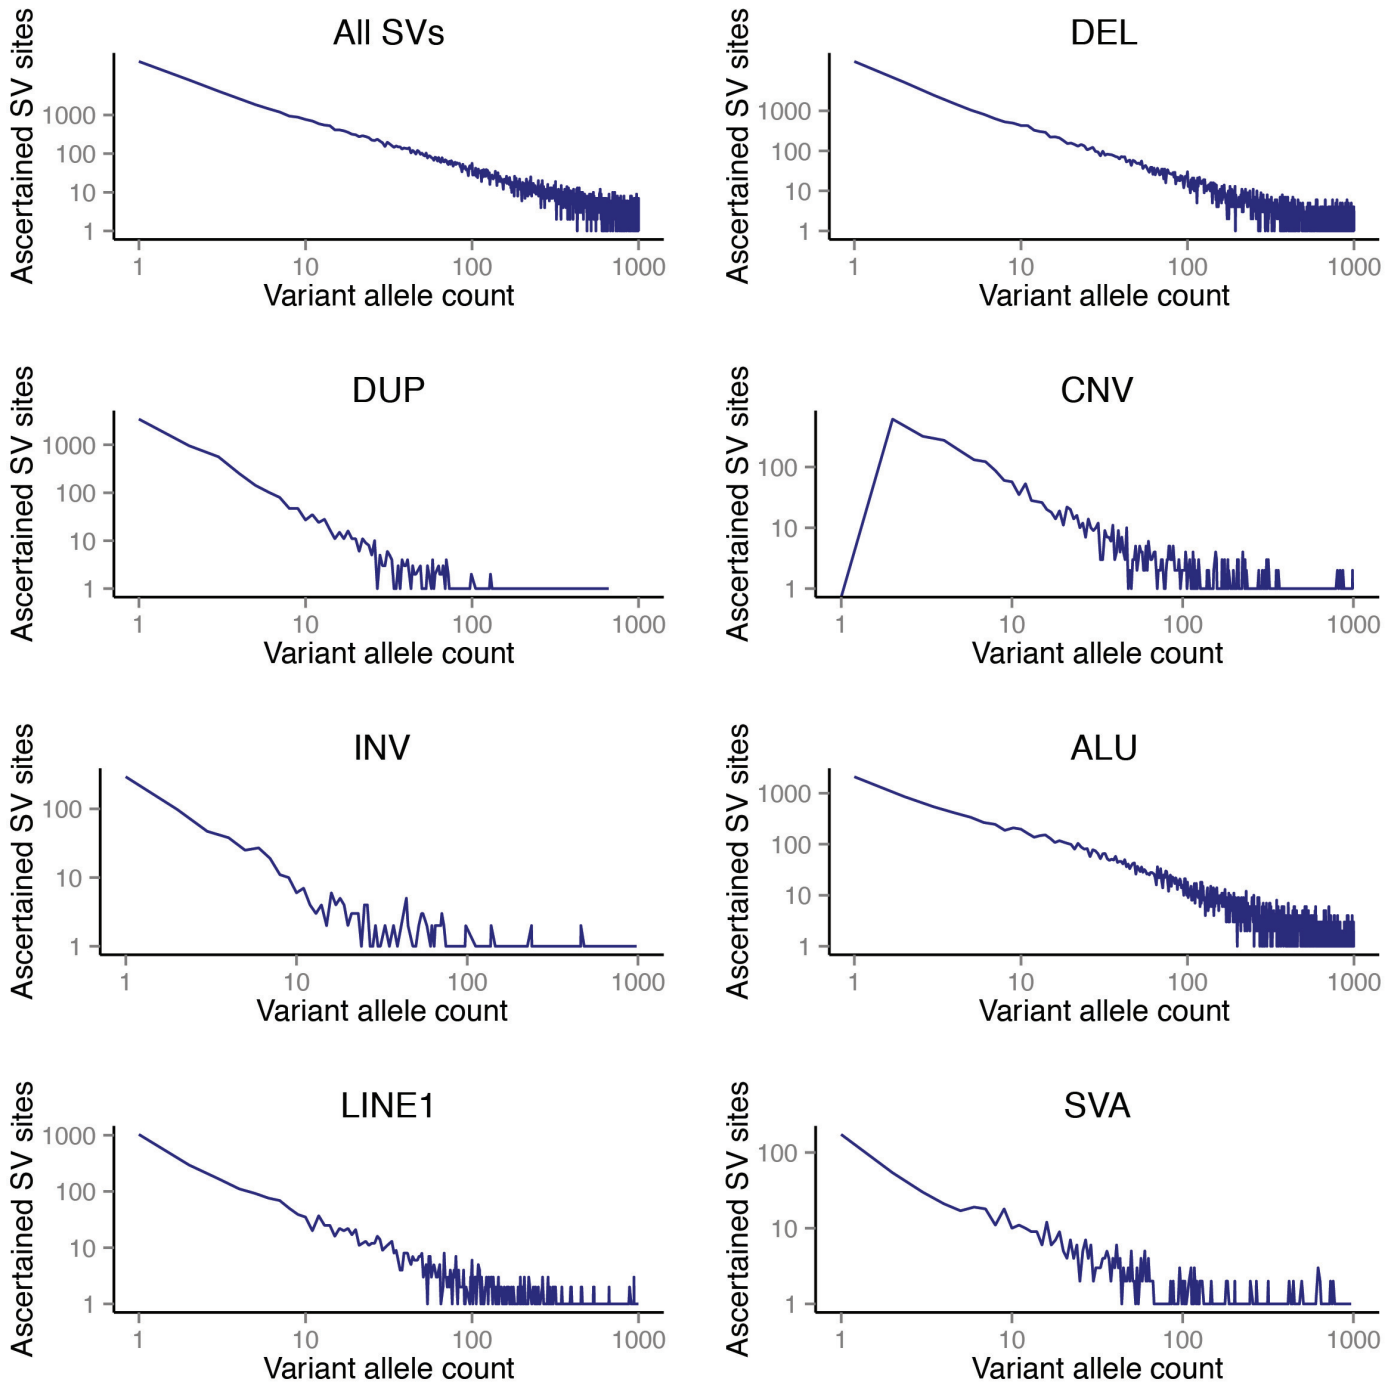 All SVs
Ascertained SV sites
1000
100
10
1
1 10 100 1000
Variant allele count
DEL
Ascertained SV sites
1000
100
10
1
1 10 100 1000
Variant allele count
DUP
Ascertained SV sites
1000
100
10
1
1 10 100 1000
Variant allele count
CNV
Ascertained SV sites
100
10
1
1 10 100 1000
Variant allele count
INV
Ascertained SV sites
100
10
1
1 10 100 1000
Variant allele count
ALU
Ascertained SV sites
1000
100
10
1
1 10 100 1000
Variant allele count
LINE1
Ascertained SV sites
1000
100
10
1
1 10 100 1000
Variant allele count
SVA
Ascertained SV sites
100
10
1
1 10 100 1000
Variant allele count